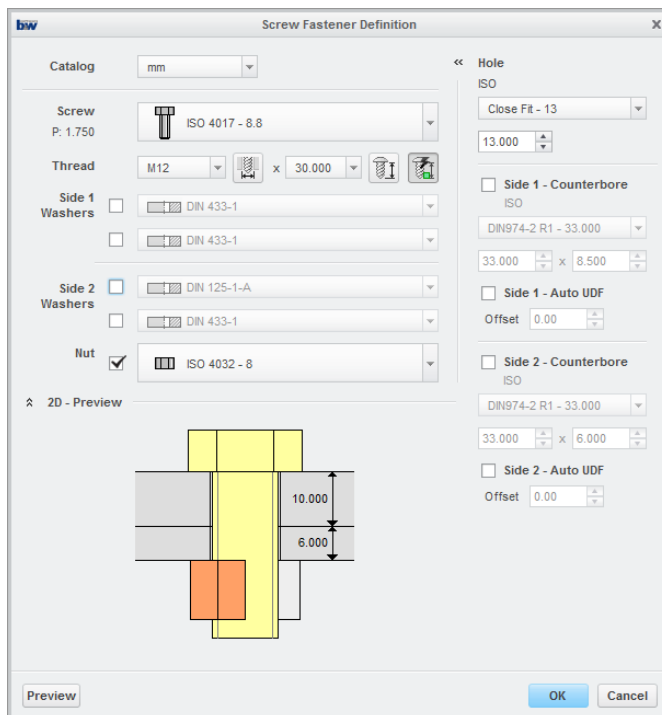 bw
Screw Fastener Definition
x
Catalog
mm
Screw
P: 1.750
ISO 4017 - 8.8
Thread
M12
x
30.000
Side 1
Washers
DIN 433-1
DIN 433-1
Side 2
Washers
DIN 125-1-A
DIN 433-1
Nut
ISO 4032 - 8
2D - Preview
10.000
6.000
Hole
ISO
Close Fit - 13
13.000
Side 1 - Counterbore
ISO
DIN974-2 R1 - 33.000
33.000 x 8.500
Side 1 - Auto UDF
Offset 0.00
Side 2 - Counterbore
ISO
DIN974-2 R1 - 33.000
33.000 x 6.000
Side 2 - Auto UDF
Offset 0.00
Preview
OK
Cancel